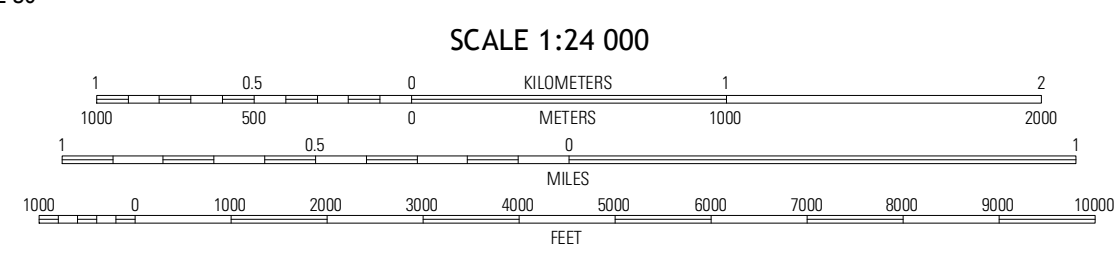 SCALE 1:24 000
1 0.5 0 KILOMETERS 1 2
1000 500 0 METERS 1000 2000
1 0.5 0 1
MILES
1000 0 1000 2000 3000 4000 5000 6000 7000 8000 9000 10000
FEET